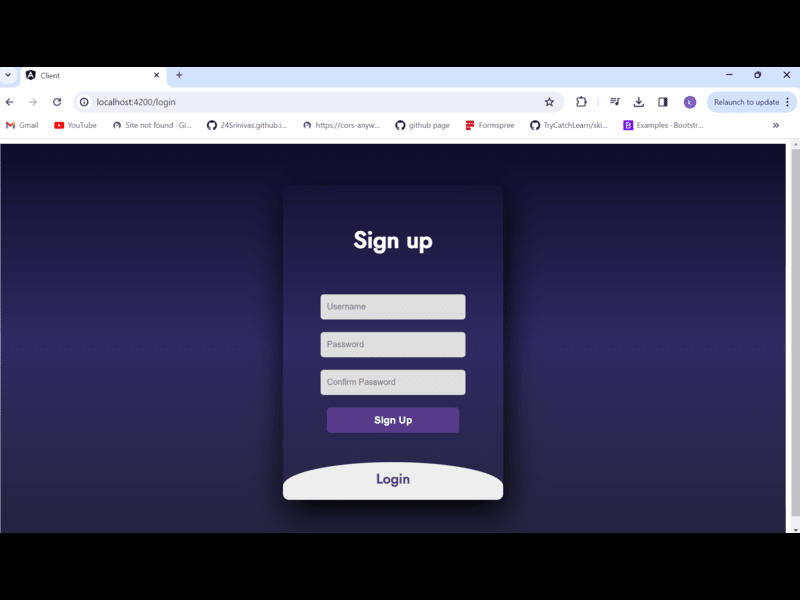 Client
localhost:4200/login
k
Relaunch to update
Gmail
YouTube
Site not found · Gi...
24Srinivas.github.i...
https://cors-anyw...
github page
Formspree
TryCatchLearn/ski...
B
Examples · Bootstr...
Sign up
Username
Password
Confirm Password
Sign Up
Login